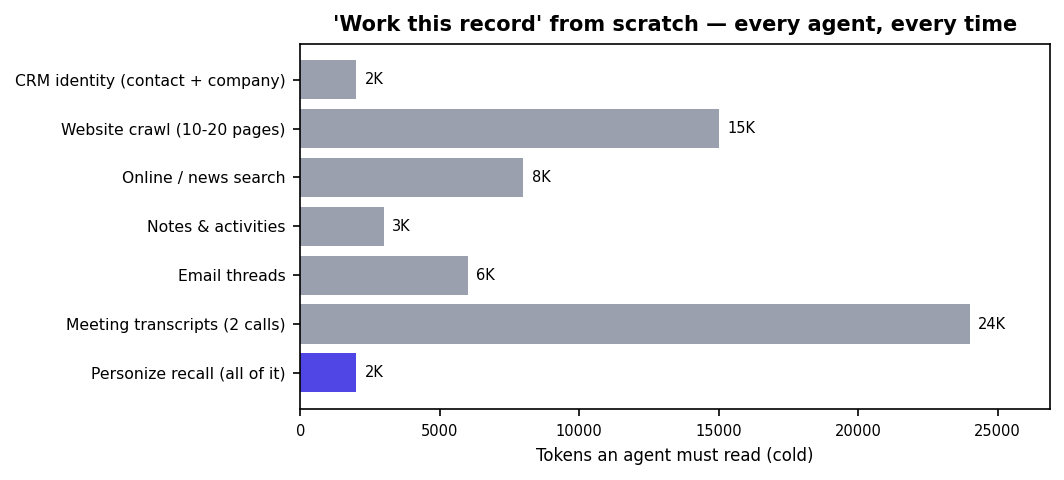 'Work this record' from scratch — every agent, every time
CRM identity (contact + company)
2K
Website crawl (10-20 pages)
15K
Online / news search
8K
Notes & activities
3K
Email threads
6K
Meeting transcripts (2 calls)
24K
Personize recall (all of it)
2K
0 5000 10000 15000 20000 25000
Tokens an agent must read (cold)